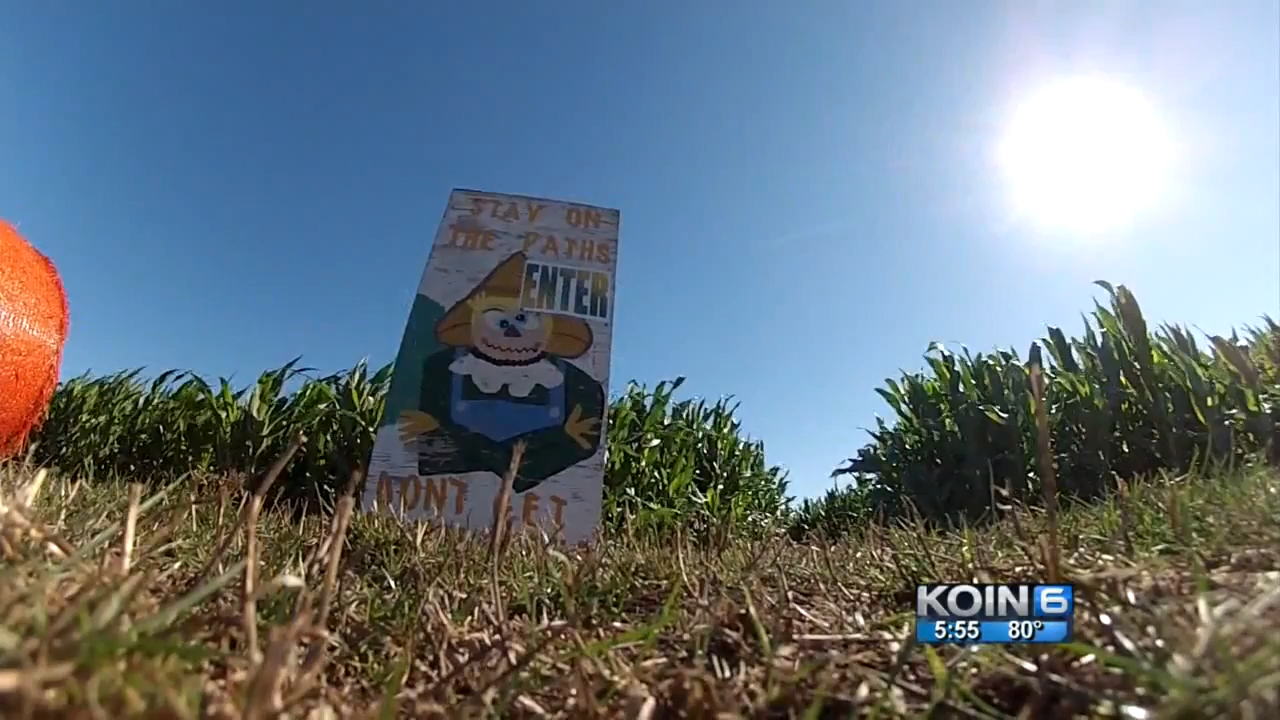 STAY ON
THE PATHS
ENTER
DONT GET
KOIN 6
5:55 80°